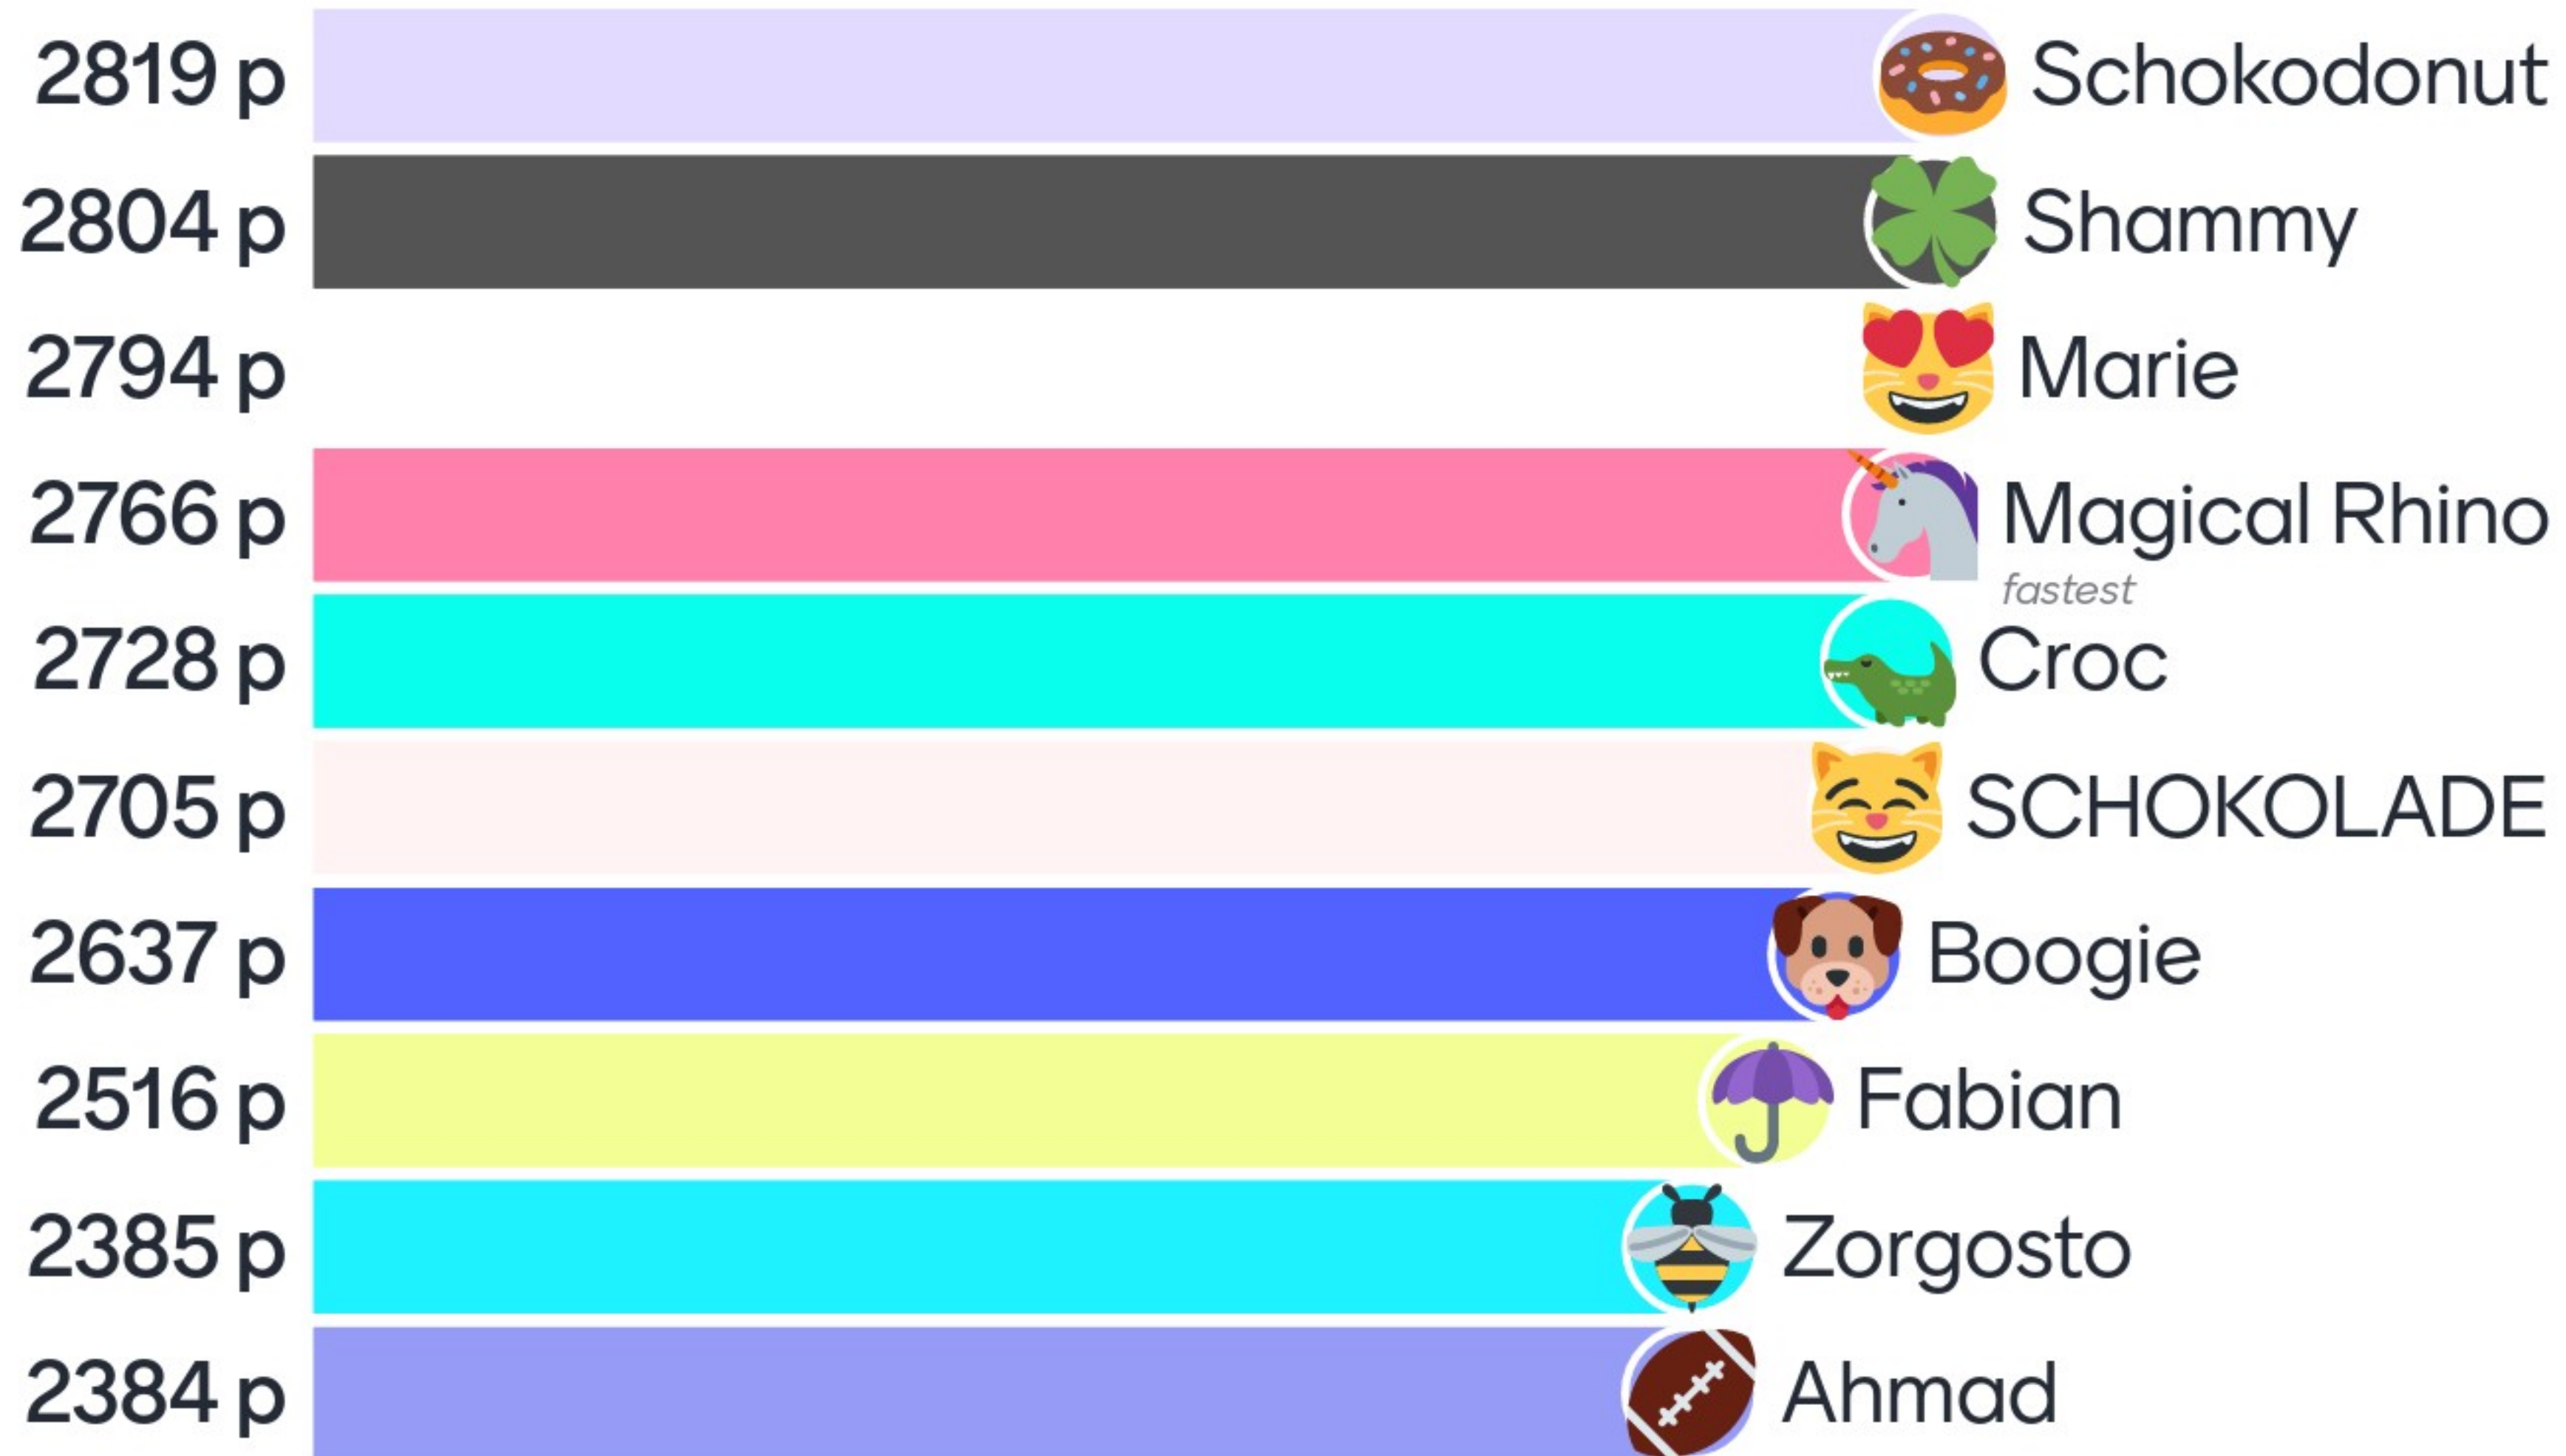 2819 p Schokodonut
2804 p Shammy
2794 p Marie
2766 p Magical Rhino
fastest
2728 p Croc
2705 p SCHOKOLADE
2637 p Boogie
2516 p Fabian
2385 p Zorgosto
2384 p Ahmad